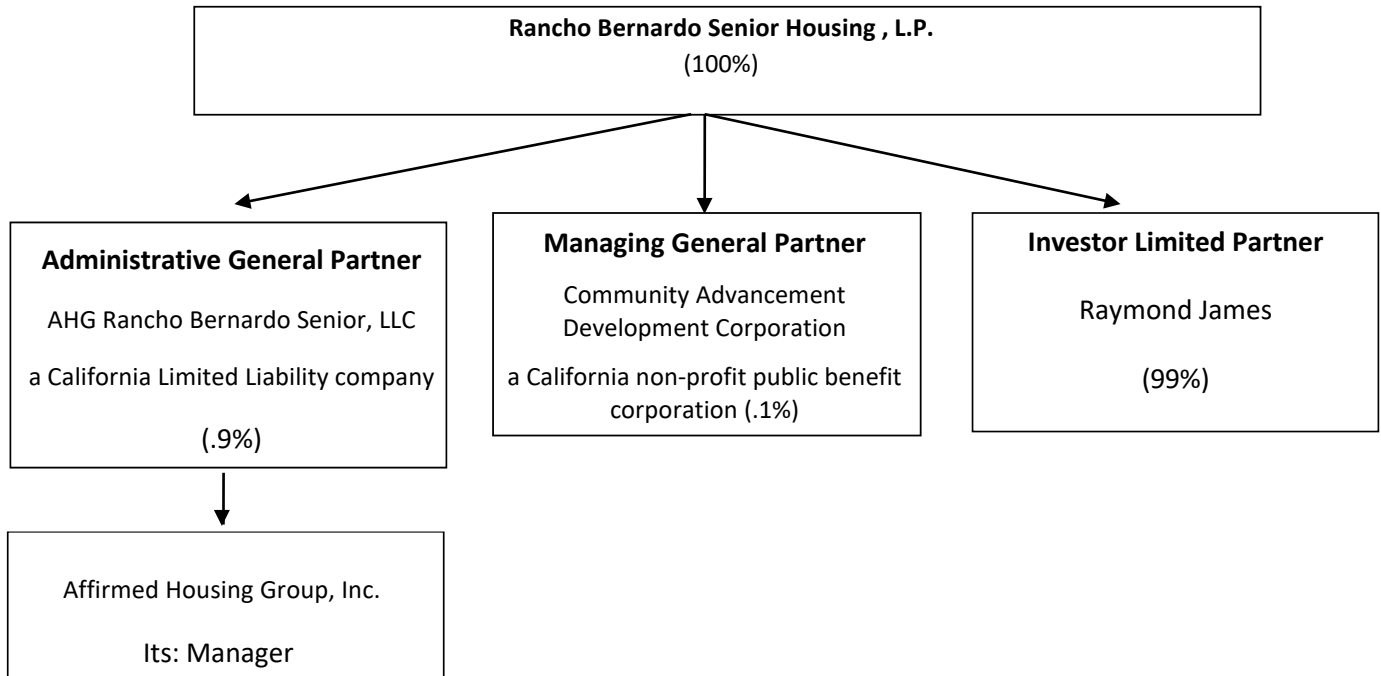 Rancho Bernardo Senior Housing , L.P.
(100%)
Administrative General Partner
AHG Rancho Bernardo Senior, LLC
a California Limited Liability company
(.9%)
Managing General Partner
Community Advancement
Development Corporation
a California non-profit public benefit
corporation (.1%)
Investor Limited Partner
Raymond James
(99%)
Affirmed Housing Group, Inc.
Its: Manager